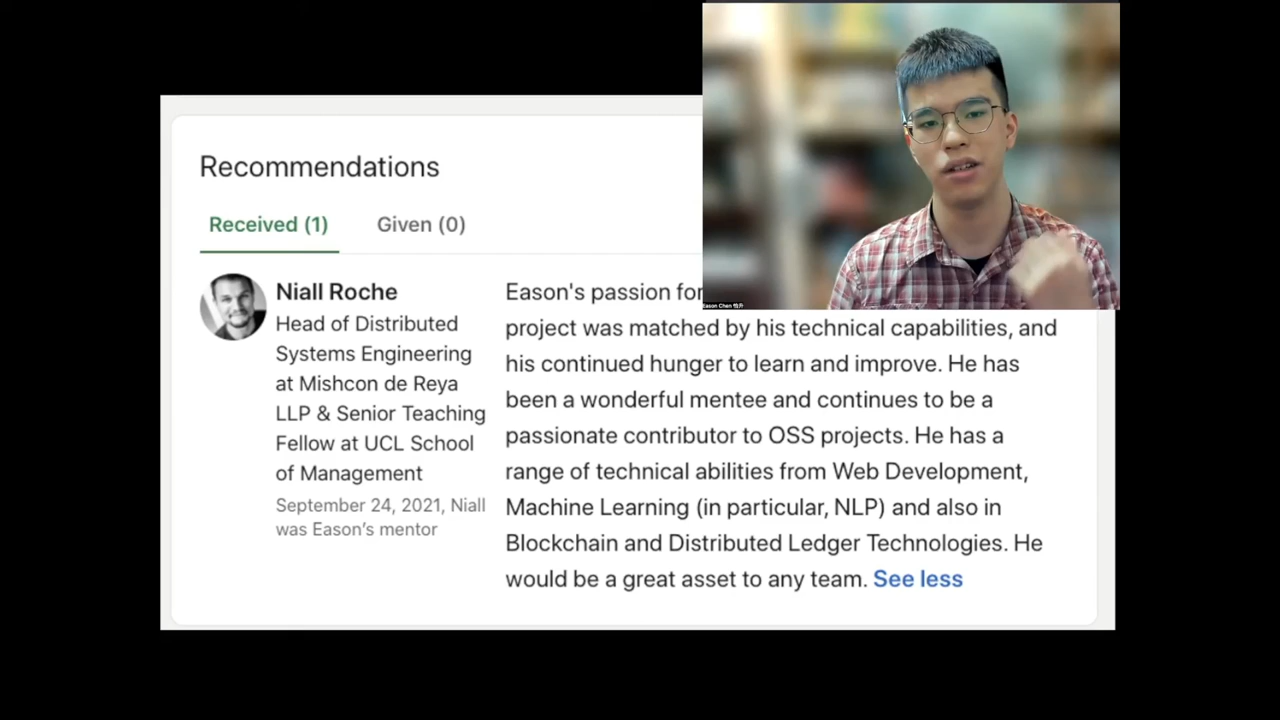 Recommendations
Received (1)
Given (0)
Niall Roche
Head of Distributed
Systems Engineering
at Mishcon de Reya
LLP & Senior Teaching
Fellow at UCL School
of Management
September 24, 2021, Niall
was Eason’s mentor
Eason's passion for
project was matched by his technical capabilities, and
his continued hunger to learn and improve. He has
been a wonderful mentee and continues to be a
passionate contributor to OSS projects. He has a
range of technical abilities from Web Development,
Machine Learning (in particular, NLP) and also in
Blockchain and Distributed Ledger Technologies. He
would be a great asset to any team. See less
Eason Chen